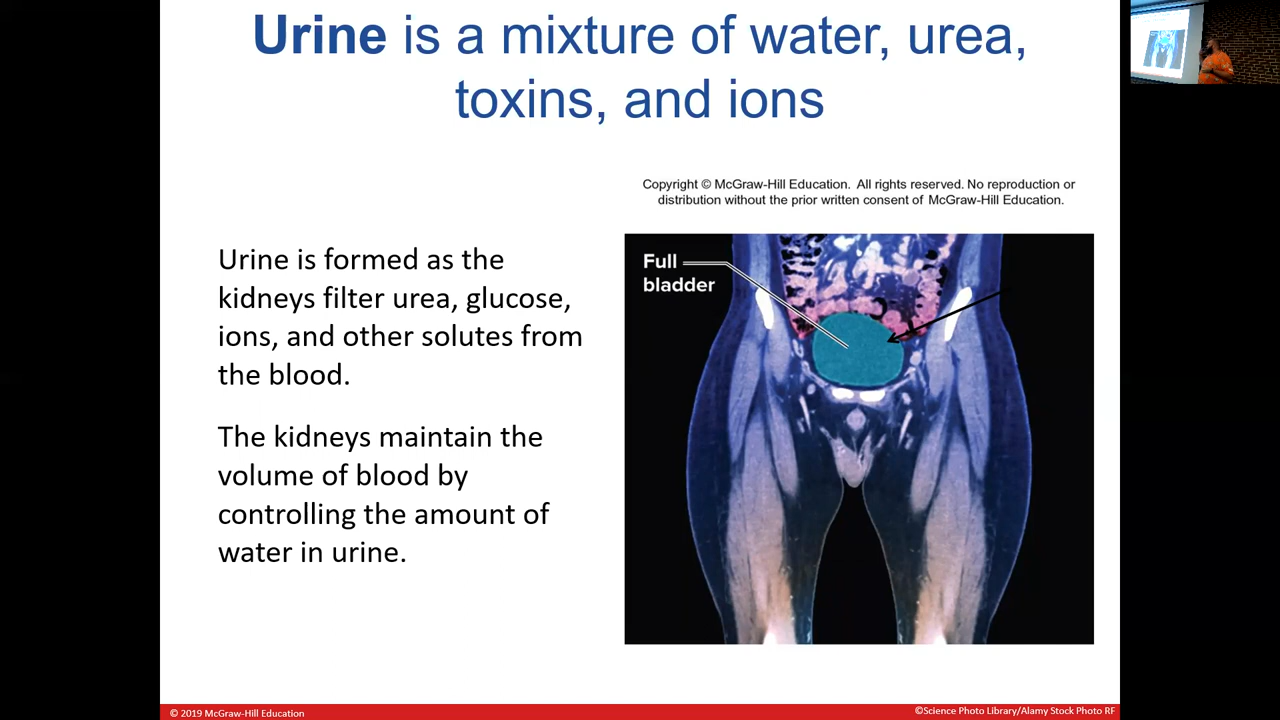 Urine is a mixture of water, urea,
toxins, and ions
Copyright © McGraw-Hill Education. All rights reserved. No reproduction or
distribution without the prior written consent of McGraw-Hill Education.
Urine is formed as the
kidneys filter urea, glucose,
ions, and other solutes from
the blood.
The kidneys maintain the
volume of blood by
controlling the amount of
water in urine.
Full
bladder
© 2019 McGraw-Hill Education
©Science Photo Library/Alamy Stock Photo RF